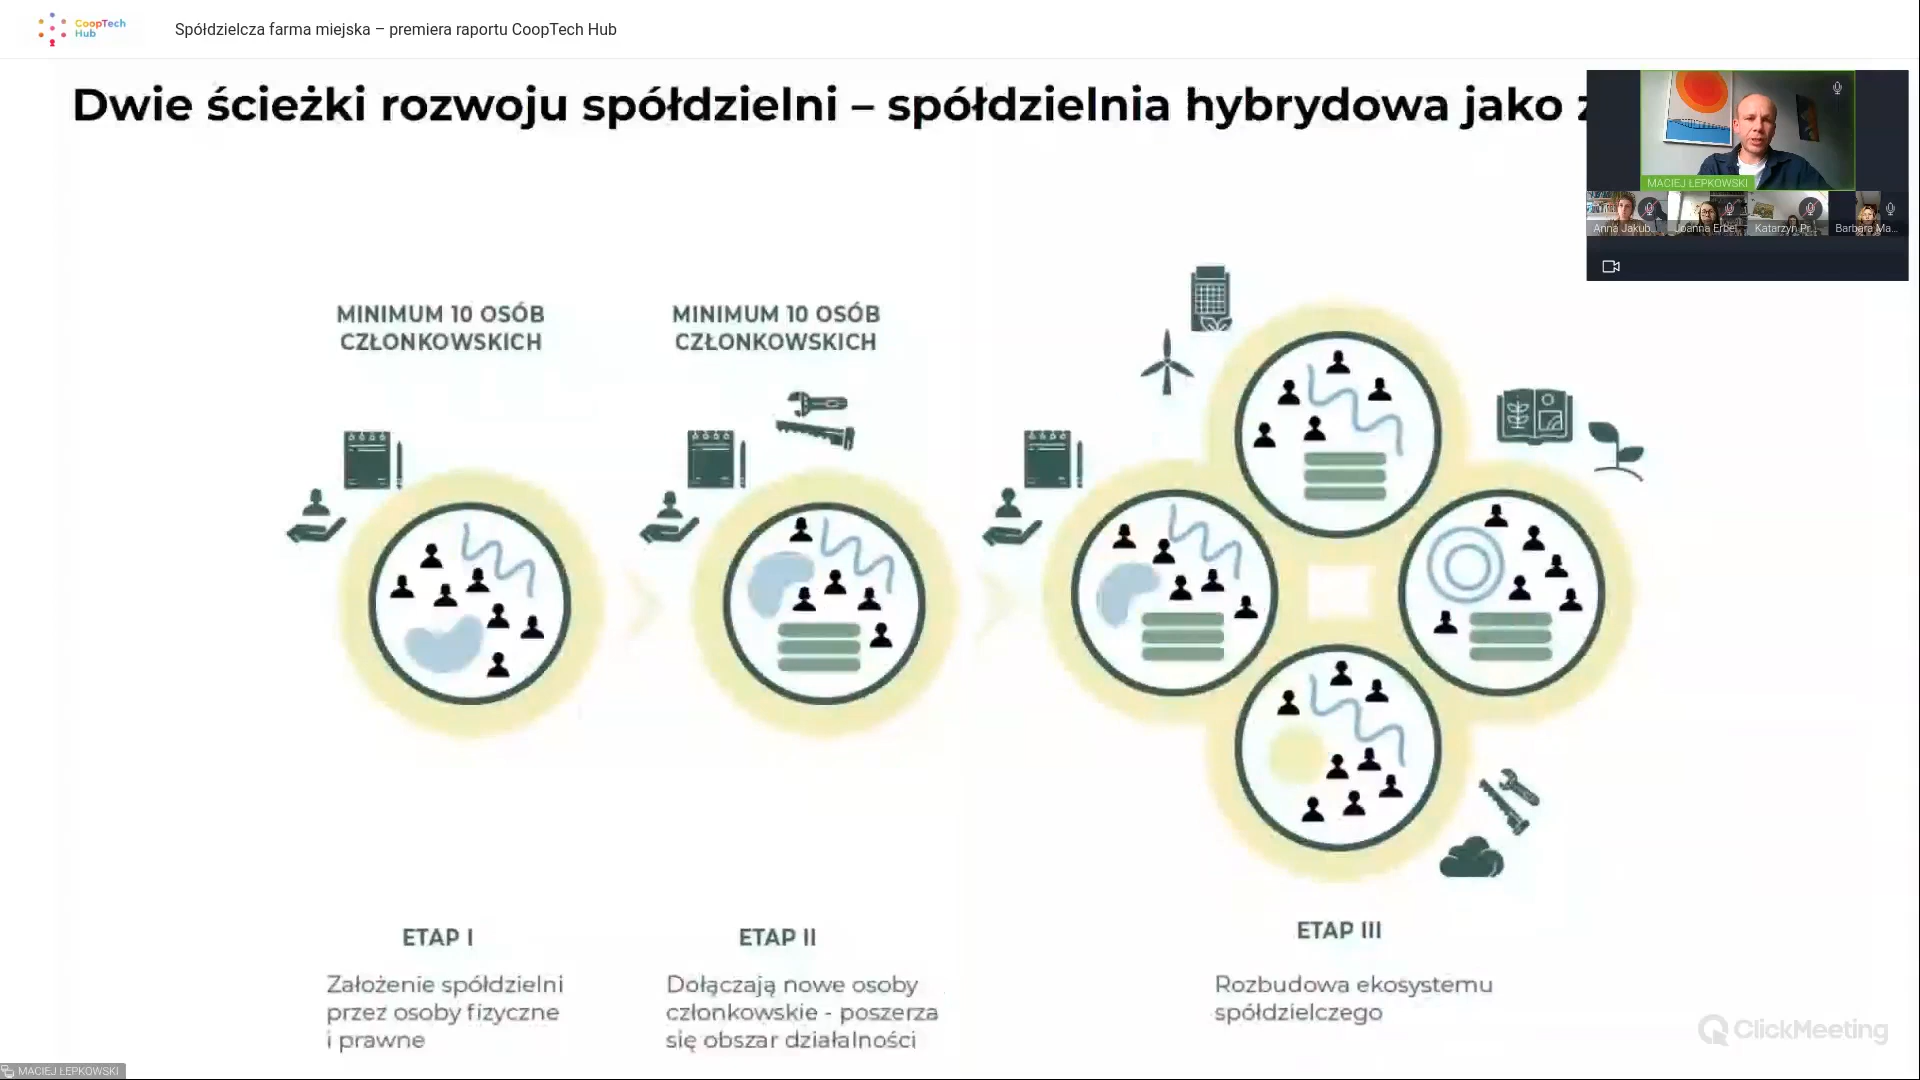 CoopTech
Hub
Spółdzielcza farma miejska – premiera raportu CoopTech Hub
Dwie ścieżki rozwoju spółdzielni – spółdzielnia hybrydowa jako
MACIEJ ŁEPKOWSKI
Anna Jakub...
Joanna Erbel
Katarzyn Pr...
Barbara Ma...
MINIMUM 10 OSÓB
CZŁONKOWSKICH
MINIMUM 10 OSÓB
CZŁONKOWSKICH
ETAP I
Założenie spółdzielni
przez osoby fizyczne
i prawne
ETAP II
Dołączają nowe osoby
członkowskie - poszerza
się obszar działalności
ETAP III
Rozbudowa ekosystemu
spółdzielczego
ClickMeeting
MACIEJ ŁEPKOWSKI